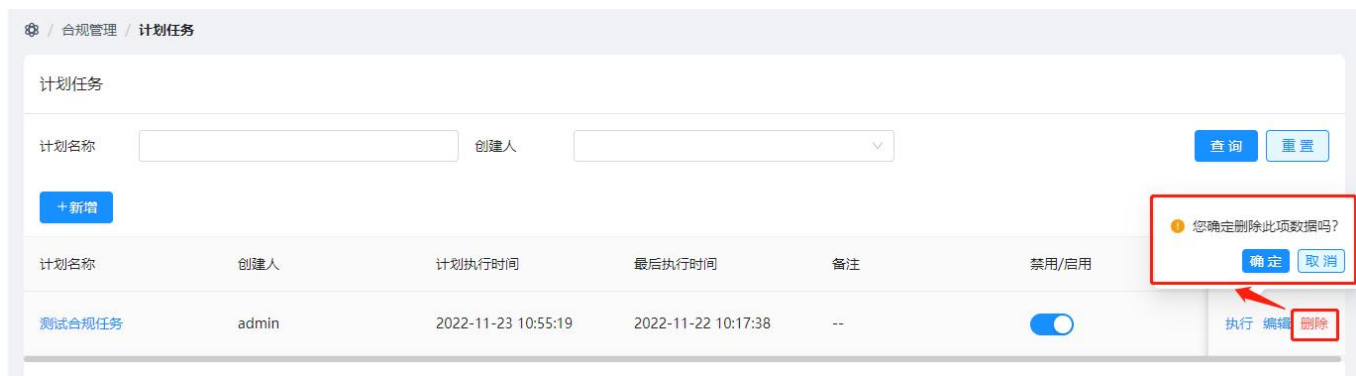 / 合规管理 / 计划任务
计划任务
计划名称 创建人 查询 重置
+新增
您确定删除此项数据吗?
确定 取消
计划名称 创建人 计划执行时间 最后执行时间 备注 禁用/启用
测试合规任务 admin 2022-11-23 10:55:19 2022-11-22 10:17:38 -- 执行 编辑 删除